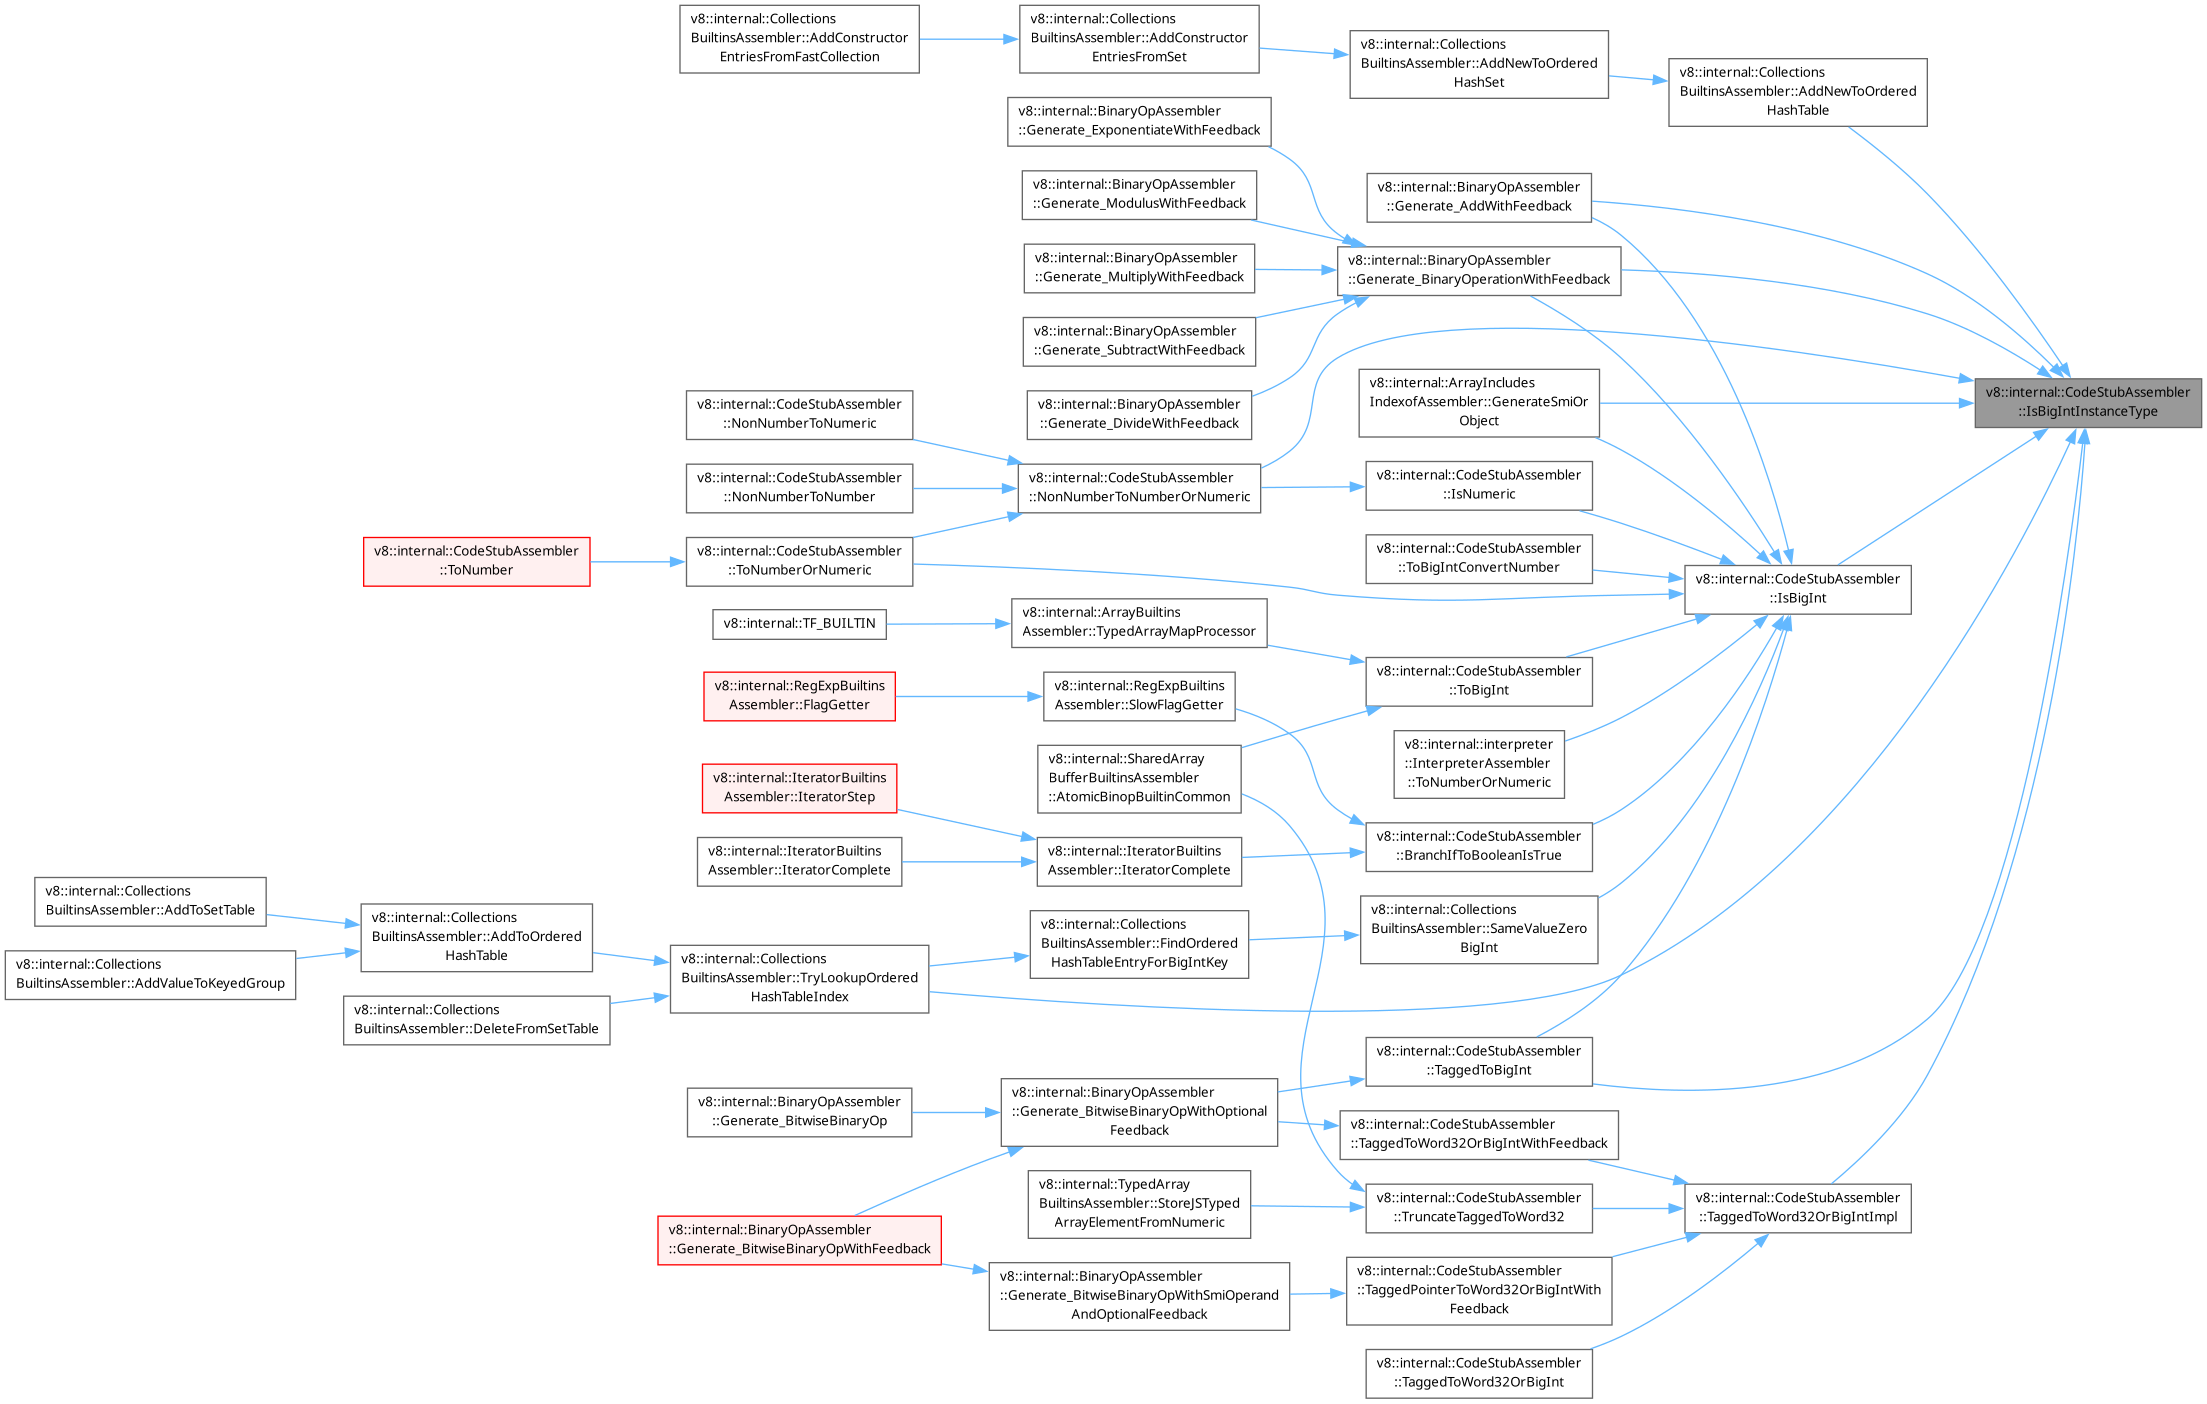 v8::internal::Collections
BuiltinsAssembler::AddConstructor
EntriesFromFastCollection
v8::internal::Collections
BuiltinsAssembler::AddConstructor
EntriesFromSet
v8::internal::Collections
BuiltinsAssembler::AddNewToOrdered
HashSet
v8::internal::Collections
BuiltinsAssembler::AddNewToOrdered
HashTable
v8::internal::BinaryOpAssembler
::Generate_ExponentiateWithFeedback
v8::internal::BinaryOpAssembler
::Generate_ModulusWithFeedback
v8::internal::BinaryOpAssembler
::Generate_AddWithFeedback
v8::internal::BinaryOpAssembler
::Generate_MultiplyWithFeedback
v8::internal::BinaryOpAssembler
::Generate_BinaryOperationWithFeedback
v8::internal::BinaryOpAssembler
::Generate_SubtractWithFeedback
v8::internal::BinaryOpAssembler
::Generate_DivideWithFeedback
v8::internal::ArrayIncludes
IndexofAssembler::GenerateSmiOr
Object
v8::internal::CodeStubAssembler
::IsBigIntInstanceType
v8::internal::CodeStubAssembler
::NonNumberToNumeric
v8::internal::CodeStubAssembler
::NonNumberToNumber
v8::internal::CodeStubAssembler
::NonNumberToNumberOrNumeric
v8::internal::CodeStubAssembler
::IsNumeric
v8::internal::CodeStubAssembler
::ToNumber
v8::internal::CodeStubAssembler
::ToNumberOrNumeric
v8::internal::CodeStubAssembler
::ToBigIntConvertNumber
v8::internal::CodeStubAssembler
::IsBigInt
v8::internal::TF_BUILTIN
v8::internal::ArrayBuiltins
Assembler::TypedArrayMapProcessor
v8::internal::CodeStubAssembler
::ToBigInt
v8::internal::RegExpBuiltins
Assembler::FlagGetter
v8::internal::RegExpBuiltins
Assembler::SlowFlagGetter
v8::internal::SharedArray
BufferBuiltinsAssembler
::AtomicBinopBuiltinCommon
v8::internal::interpreter
::InterpreterAssembler
::ToNumberOrNumeric
v8::internal::IteratorBuiltins
Assembler::IteratorStep
v8::internal::IteratorBuiltins
Assembler::IteratorComplete
v8::internal::IteratorBuiltins
Assembler::IteratorComplete
v8::internal::CodeStubAssembler
::BranchIfToBooleanIsTrue
v8::internal::Collections
BuiltinsAssembler::AddToSetTable
v8::internal::Collections
BuiltinsAssembler::AddValueToKeyedGroup
v8::internal::Collections
BuiltinsAssembler::AddToOrdered
HashTable
v8::internal::Collections
BuiltinsAssembler::DeleteFromSetTable
v8::internal::Collections
BuiltinsAssembler::TryLookupOrdered
HashTableIndex
v8::internal::Collections
BuiltinsAssembler::FindOrdered
HashTableEntryForBigIntKey
v8::internal::Collections
BuiltinsAssembler::SameValueZero
BigInt
v8::internal::CodeStubAssembler
::TaggedToBigInt
v8::internal::BinaryOpAssembler
::Generate_BitwiseBinaryOp
v8::internal::BinaryOpAssembler
::Generate_BitwiseBinaryOpWithOptional
Feedback
v8::internal::CodeStubAssembler
::TaggedToWord32OrBigIntWithFeedback
v8::internal::TypedArray
BuiltinsAssembler::StoreJSTyped
ArrayElementFromNumeric
v8::internal::CodeStubAssembler
::TruncateTaggedToWord32
v8::internal::CodeStubAssembler
::TaggedToWord32OrBigIntImpl
v8::internal::BinaryOpAssembler
::Generate_BitwiseBinaryOpWithFeedback
v8::internal::BinaryOpAssembler
::Generate_BitwiseBinaryOpWithSmiOperand
AndOptionalFeedback
v8::internal::CodeStubAssembler
::TaggedPointerToWord32OrBigIntWith
Feedback
v8::internal::CodeStubAssembler
::TaggedToWord32OrBigInt